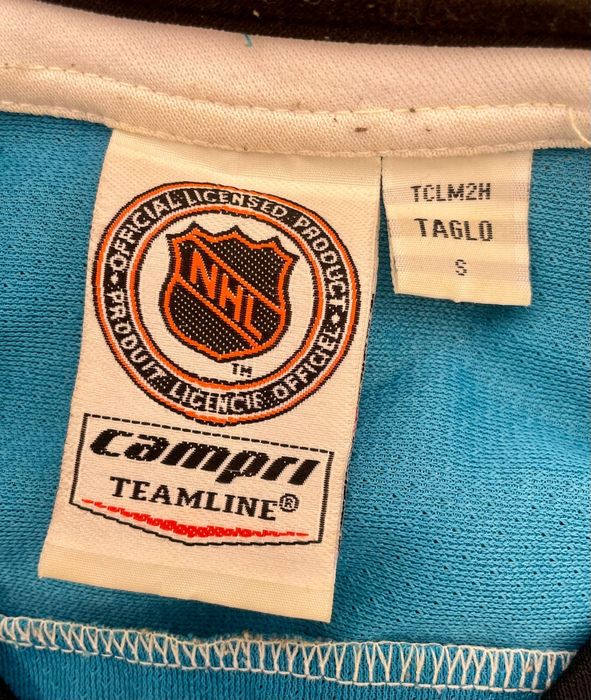 OFFICIAL LICENSED PRODUCT
NHL
PRODUIT LICENCIE OFFICIEL
TM
campri
TEAMLINE®
TCLM2H
TAGLO
S